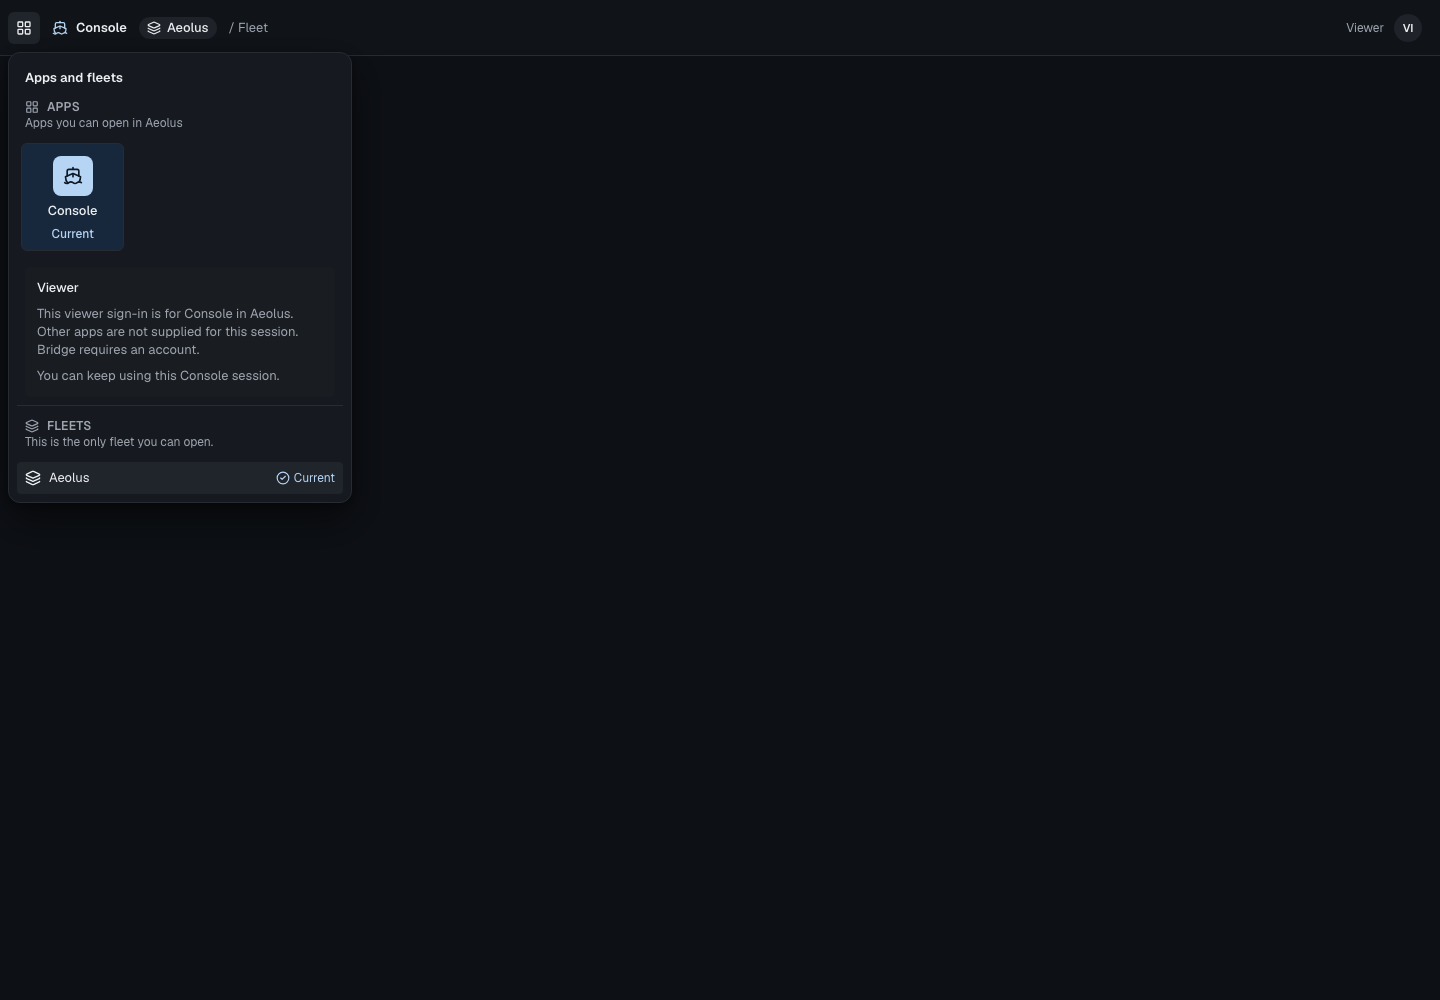 Console
Aeolus
/ Fleet
Viewer
VI
Apps and fleets
APPS
Apps you can open in Aeolus
Console
Current
Viewer
This viewer sign-in is for Console in Aeolus.
Other apps are not supplied for this session.
Bridge requires an account.
You can keep using this Console session.
FLEETS
This is the only fleet you can open.
Aeolus
Current